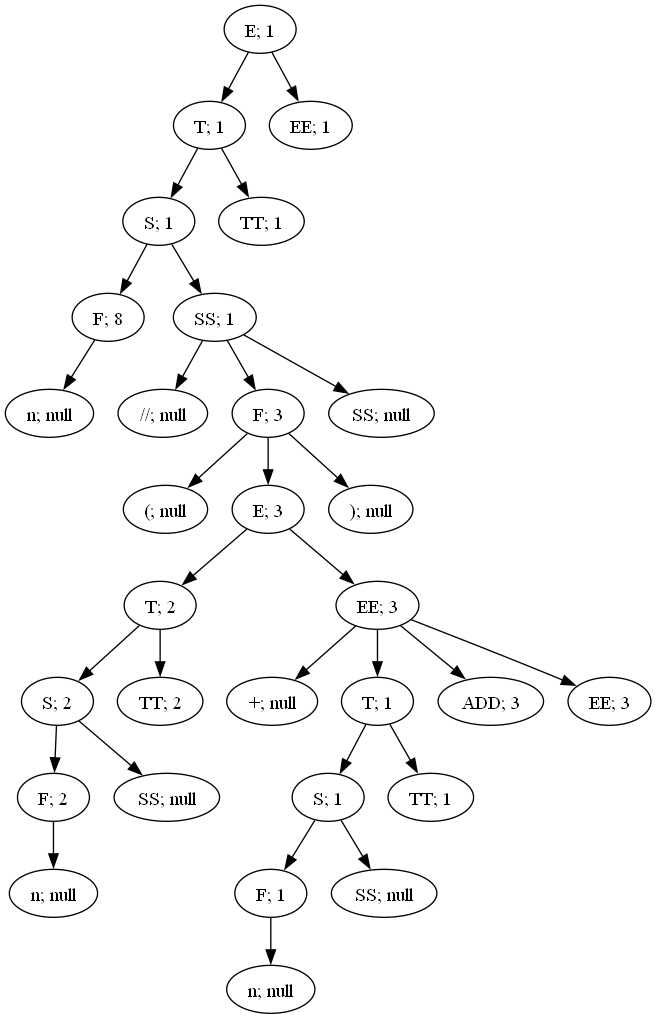 E; 1
T; 1
EE; 1
S; 1
TT; 1
F; 8
SS; 1
n; null
//; null
F; 3
SS; null
(; null
E; 3
); null
T; 2
EE; 3
S; 2
TT; 2
+; null
T; 1
ADD; 3
EE; 3
F; 2
SS; null
S; 1
TT; 1
n; null
F; 1
SS; null
n; null